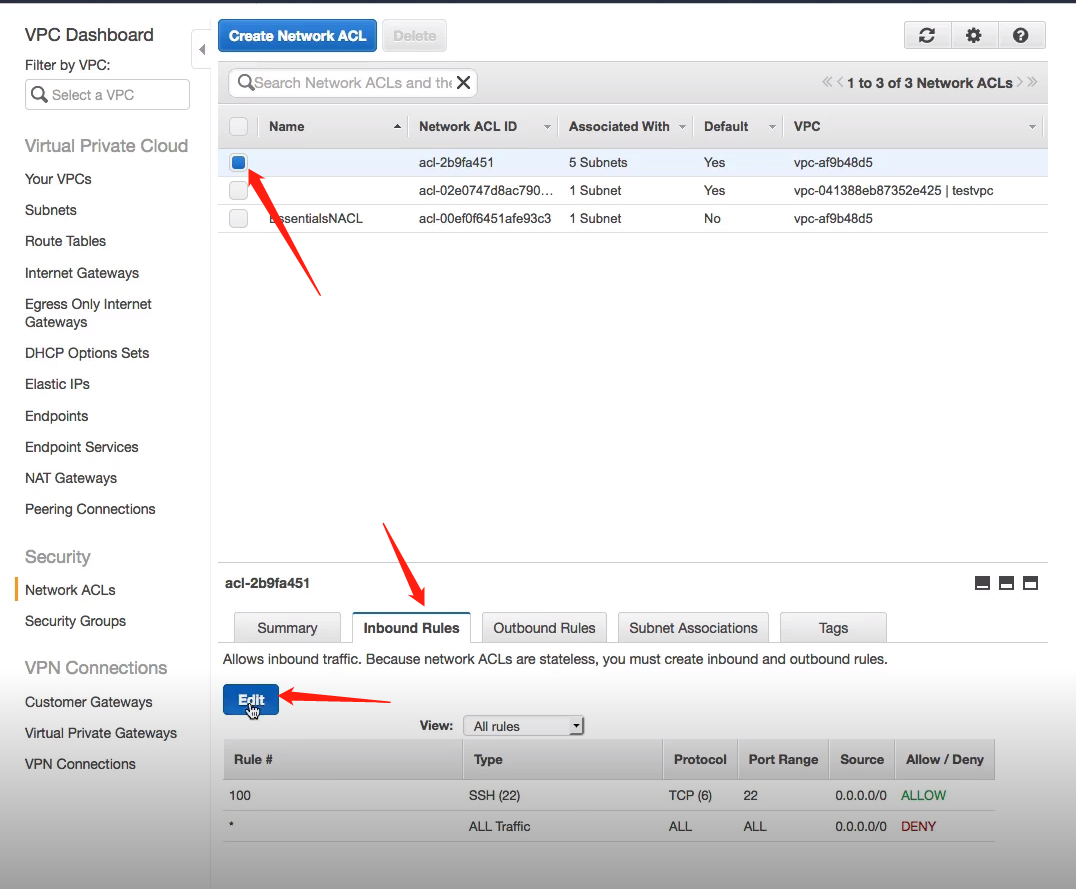 VPC Dashboard
Filter by VPC:
Select a VPC
Virtual Private Cloud
Your VPCs
Subnets
Route Tables
Internet Gateways
Egress Only Internet
Gateways
DHCP Options Sets
Elastic IPs
Endpoints
Endpoint Services
NAT Gateways
Peering Connections
Security
Network ACLs
Security Groups
VPN Connections
Customer Gateways
Virtual Private Gateways
VPN Connections
Create Network ACL Delete
Search Network ACLs and the 1 to 3 of 3 Network ACLs
Name Network ACL ID Associated With Default VPC
acl-2b9fa451 5 Subnets Yes vpc-af9b48d5
acl-02e0747d8ac790... 1 Subnet Yes vpc-041388eb87352e425 | testvpc
EssentialsNACL acl-00ef0f6451afe93c3 1 Subnet No vpc-af9b48d5
acl-2b9fa451
Summary Inbound Rules Outbound Rules Subnet Associations Tags
Allows inbound traffic. Because network ACLs are stateless, you must create inbound and outbound rules.
Edit
View: All rules
Rule # Type Protocol Port Range Source Allow / Deny
100 SSH (22) TCP (6) 22 0.0.0.0/0 ALLOW
* ALL Traffic ALL ALL 0.0.0.0/0 DENY